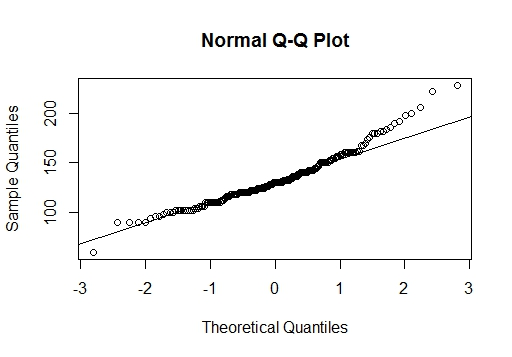 Normal Q-Q Plot
Sample Quantiles
200
150
100
-3 -2 -1 0 1 2 3
Theoretical Quantiles